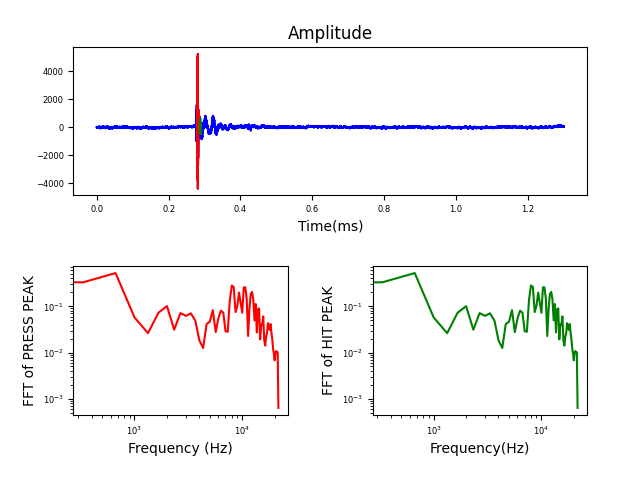 Amplitude
4000
2000
0
−2000
−4000
0.0 0.2 0.4 0.6 0.8 1.0 1.2
Time(ms)
FFT of PRESS PEAK
10⁻¹
10⁻²
10⁻³
10³ 10⁴
Frequency (Hz)
FFT of HIT PEAK
10⁻¹
10⁻²
10⁻³
10³ 10⁴
Frequency(Hz)